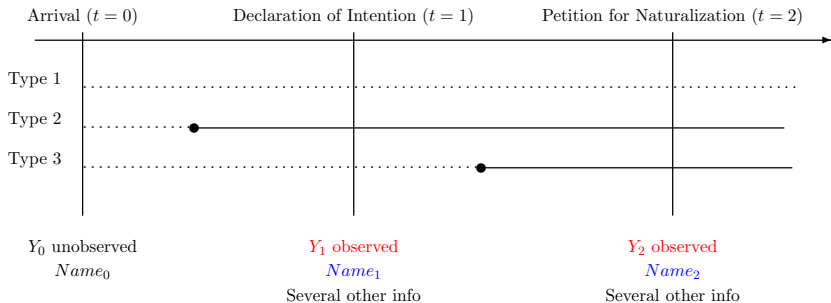 Arrival (t = 0) Declaration of Intention (t = 1) Petition for Naturalization (t = 2)
Type 1
Type 2
Type 3
Y₀ unobserved Y₁ observed Y₂ observed
Name₀ Name₁ Name₂
Several other info Several other info